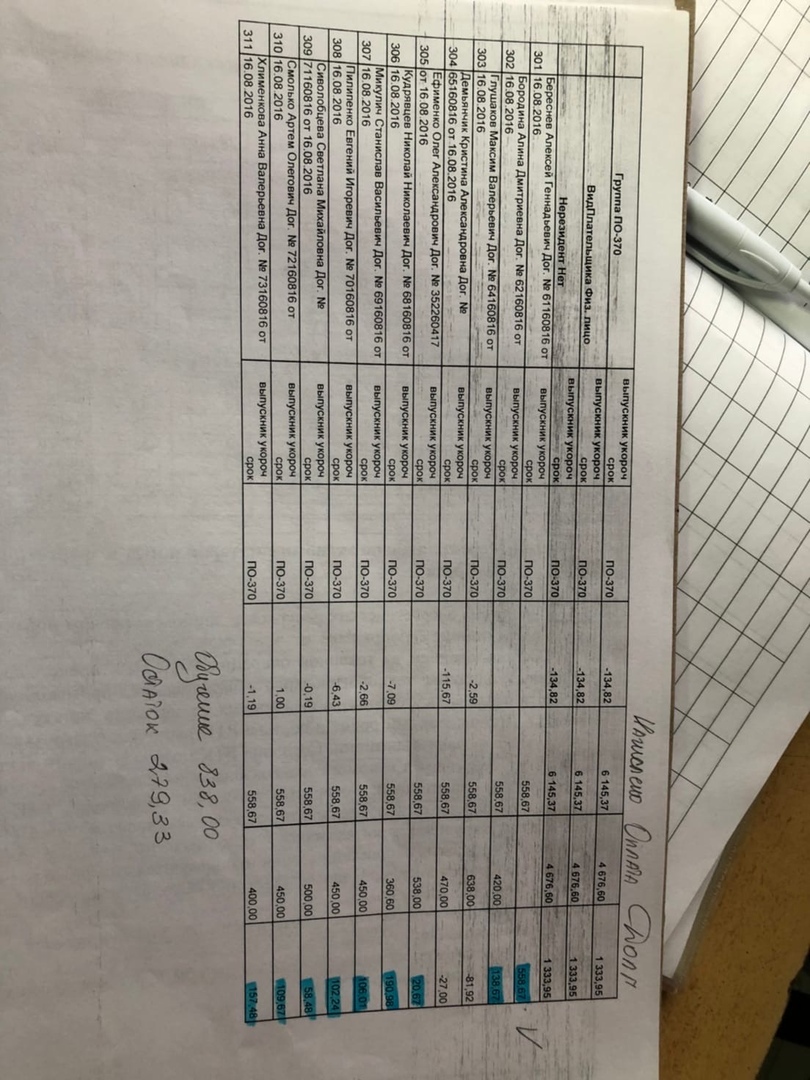 Начислено Оплата Долг
Группа ПО-370 выпускник укороч срок ПО-370 -134,82 6 145,37 4 676,60 1 333,95
ВидПлательщика Физ. лицо выпускник укороч срок ПО-370 -134,82 6 145,37 4 676,60 1 333,95
Нерезидент Нет выпускник укороч срок ПО-370 -134,82 6 145,37 4 676,60 1 333,95
301 Береснев Алексей Геннадьевич Дог. № 61160816 от 16.08.2016 выпускник укороч срок ПО-370 558,67 558,67 V
302 Бородина Алина Дмитриевна Дог. № 62160816 от 16.08.2016 выпускник укороч срок ПО-370 558,67 420,00 138,67
303 Глушаков Максим Валерьевич Дог. № 64160816 от 16.08.2016 выпускник укороч срок ПО-370 -2,59 558,67 638,00 -81,92
304 Демьянчик Кристина Александровна Дог. № 65160816 от 16.08.2016 выпускник укороч срок ПО-370 -115,67 558,67 470,00 -27,00
305 Ефименко Олег Александрович Дог. № 352260417 от 16 08 2016 выпускник укороч срок ПО-370 558,67 538,00 20,67
306 Кудрявцев Николай Николаевич Дог. № 68160816 от 16.08.2016 выпускник укороч срок ПО-370 -7,09 558,67 360,60 190,98
307 Микулич Станислав Васильевич Дог. № 69160816 от 16 08.2016 выпускник укороч срок ПО-370 -2,66 558,67 450,00 106,01
308 Пилипенко Евгений Игоревич Дог. № 70160816 от 16.08.2016 выпускник укороч срок ПО-370 -6,43 558,67 450,00 102,24
309 Сиволобцева Светлана Михайловна Дог. № 71160816 от 16.08.2016 выпускник укороч срок ПО-370 -0,19 558,67 500,00 58,48
310 Смолько Артем Олегович Дог. № 72160816 от 16.08.2016 выпускник укороч срок ПО-370 1,00 558,67 450,00 109,67
311 Хлименкова Анна Валерьевна Дог. № 73160816 от 16.08.2016 выпускник укороч срок ПО-370 -1,19 558,67 400,00 157,48
Обучение 838,00
Остаток 279,33